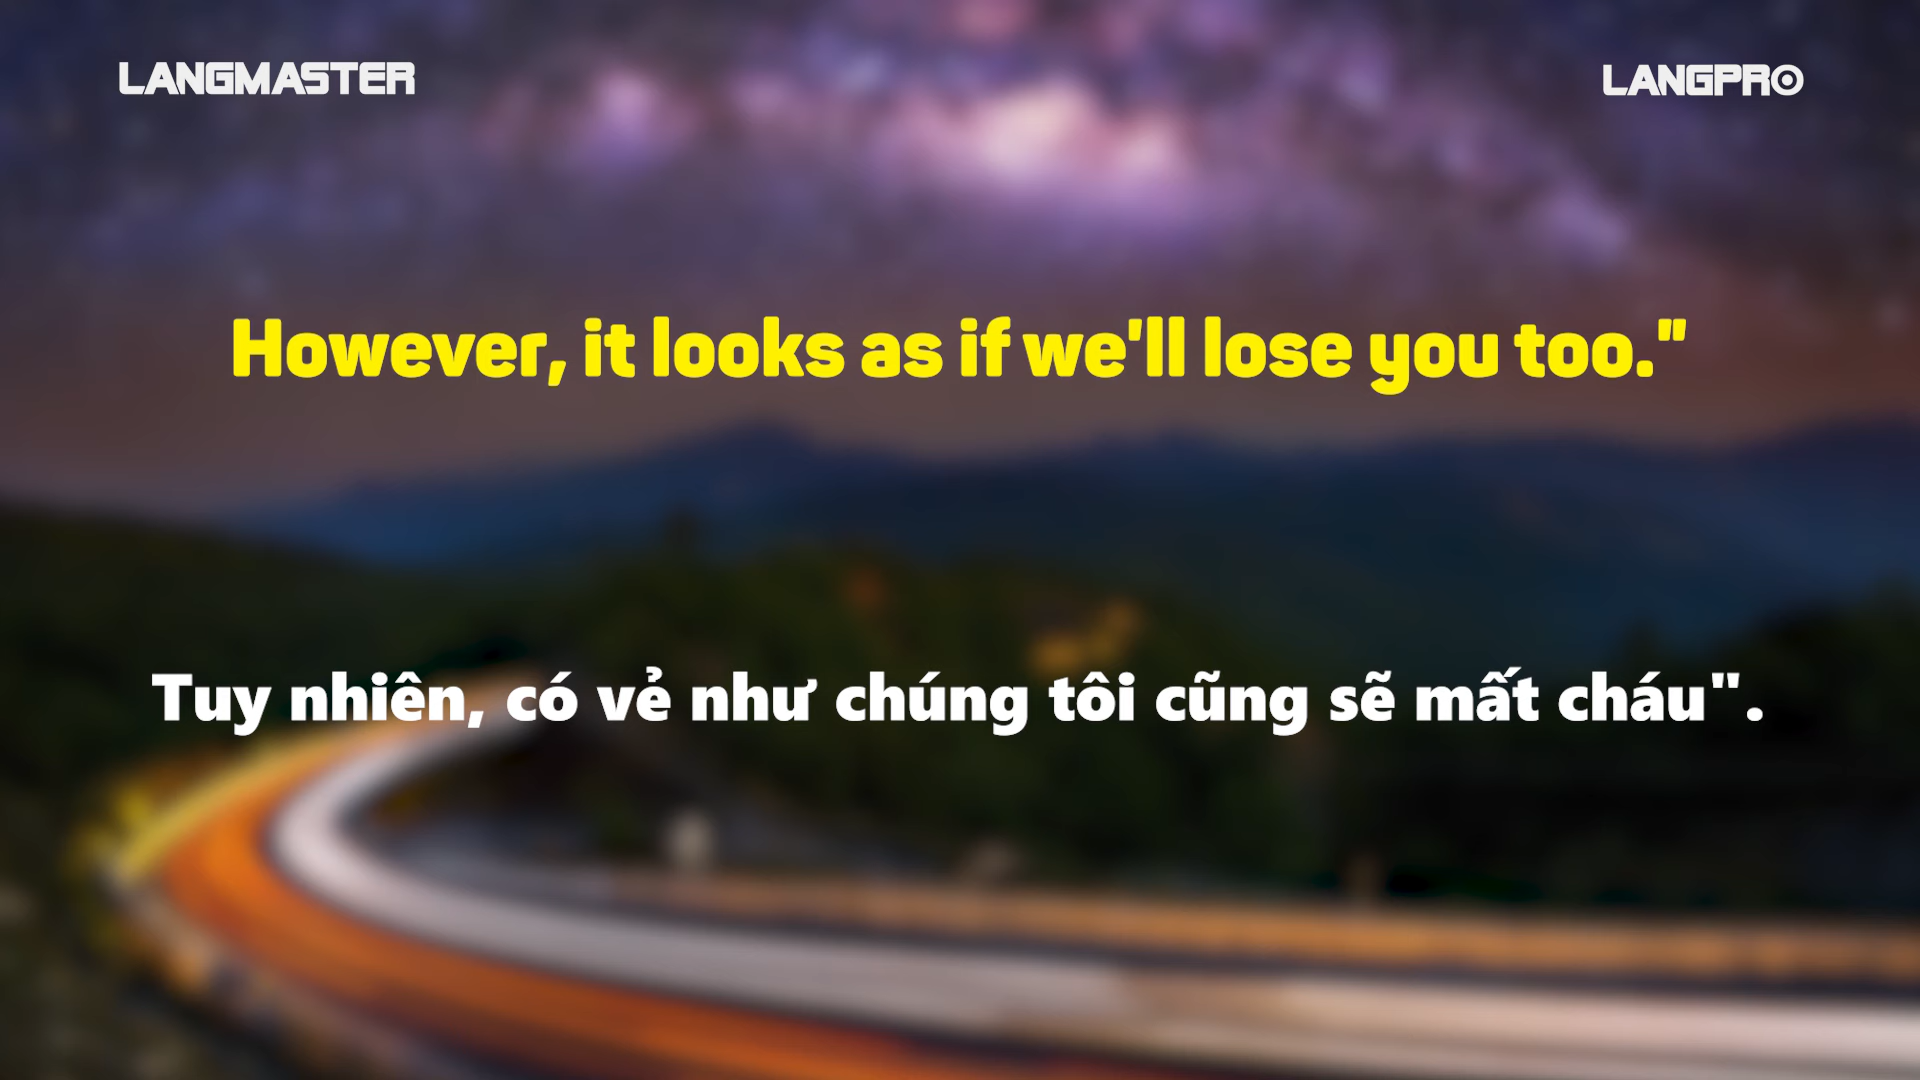 LANGMASTER
LANGPRO
However, it looks as if we'll lose you too."
Tuy nhiên, có vẻ như chúng tôi cũng sẽ mất cháu".